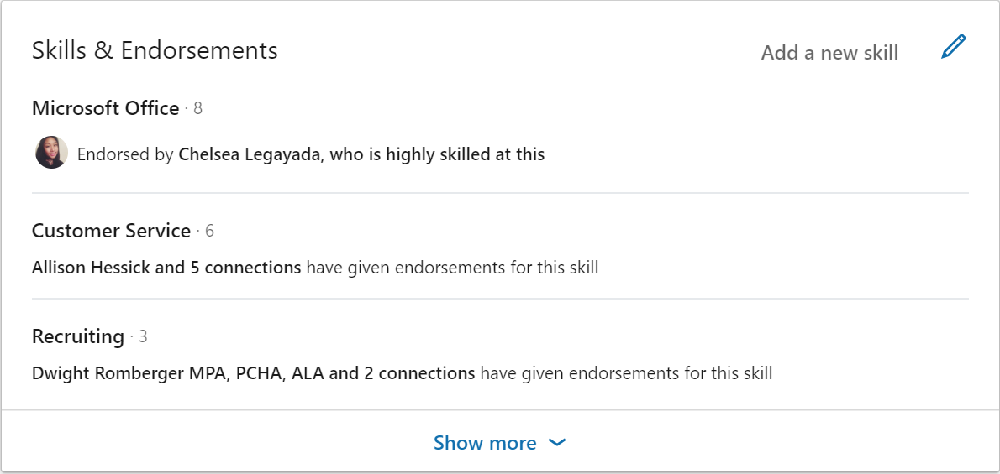 Skills & Endorsements
Add a new skill
Microsoft Office · 8
Endorsed by Chelsea Legayada, who is highly skilled at this
Customer Service · 6
Allison Hessick and 5 connections have given endorsements for this skill
Recruiting · 3
Dwight Romberger MPA, PCHA, ALA and 2 connections have given endorsements for this skill
Show more